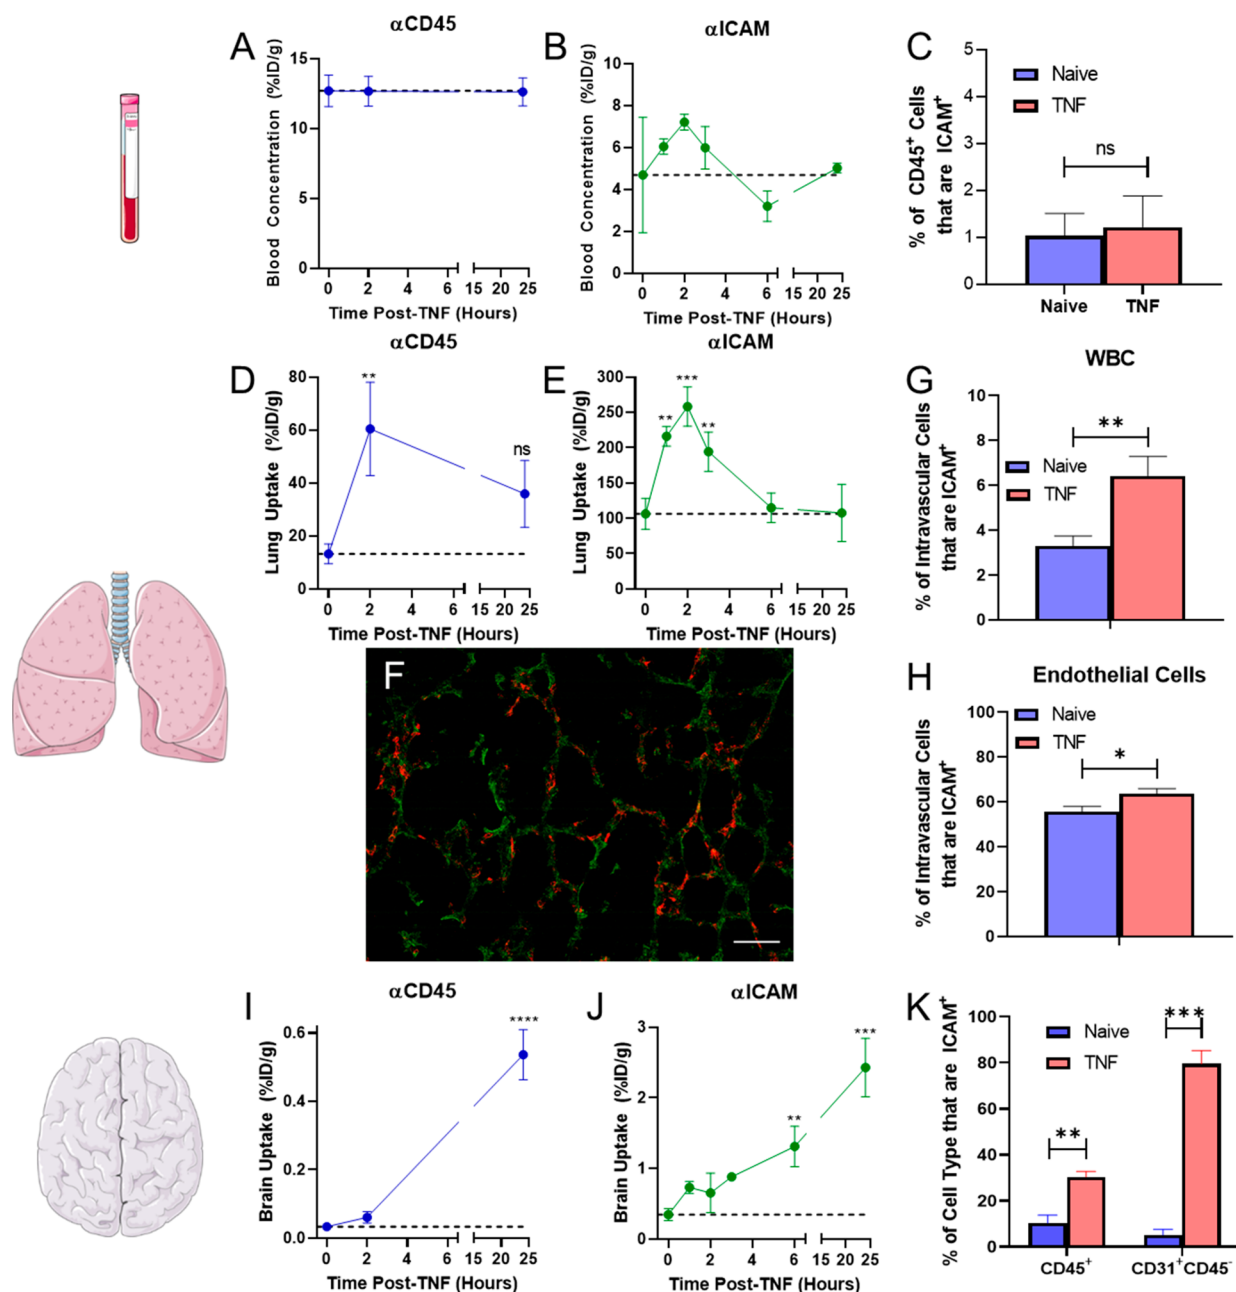 A
αCD45
Blood Concentration (%ID/g)
15
10
5
0
0 2 4 6 15 20 25
Time Post-TNF (Hours)
B
αICAM
Blood Concentration (%ID/g)
10
8
6
4
2
0
0 2 4 6 15 20 25
Time Post-TNF (Hours)
C
% of CD45⁺ Cells
that are ICAM⁺
5
4
3
2
1
0
Naive
TNF
ns
Naive TNF
D
αCD45
Lung Uptake (%ID/g)
80
60
40
20
0
**
ns
0 2 4 6 15 20 25
Time Post-TNF (Hours)
E
αICAM
Lung Uptake (%ID/g)
300
250
200
150
100
50
0
**
***
**
0 2 4 6 15 20 25
Time Post-TNF (Hours)
G
WBC
% of Intravascular Cells
that are ICAM⁺
10
8
6
4
2
0
Naive
TNF
**
F
H
Endothelial Cells
% of Intravascular Cells
that are ICAM⁺
100
80
60
40
20
0
Naive
TNF
*
I
αCD45
Brain Uptake (%ID/g)
0.6
0.4
0.2
0.0
****
0 2 4 6 15 20 25
Time Post-TNF (Hours)
J
αICAM
Brain Uptake (%ID/g)
3
2
1
0
**
***
0 2 4 6 15 20 25
Time Post-TNF (Hours)
K
% of Cell Type that are ICAM⁺
100
80
60
40
20
0
Naive
TNF
**
***
CD45⁺ CD31⁺CD45⁻